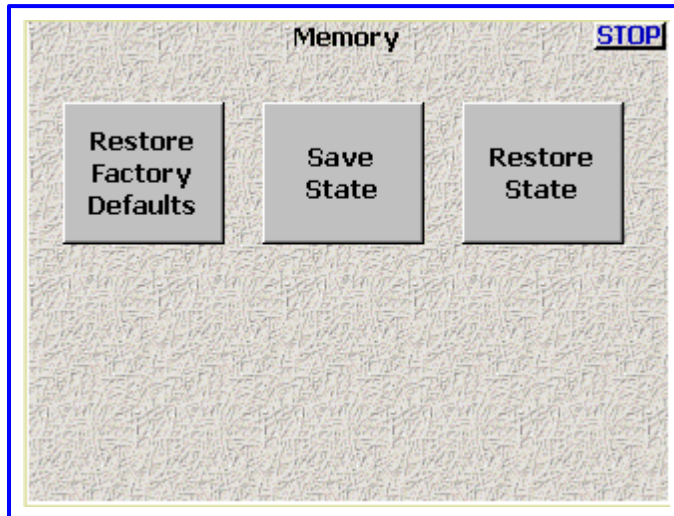 Memory
STOP
Restore
Factory
Defaults
Save
State
Restore
State